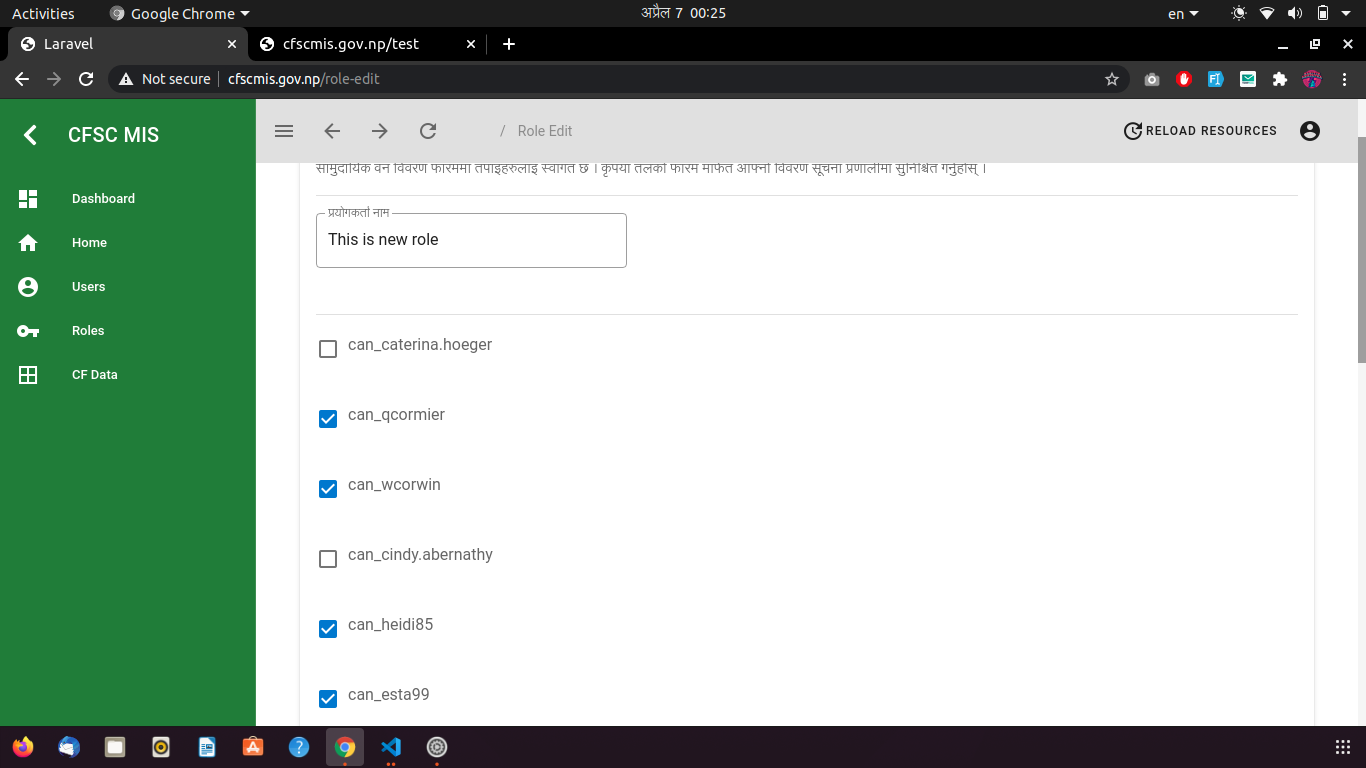 Activities
Google Chrome
अप्रैल 7 00:25
en
Laravel
cfscmis.gov.np/test
Not secure
cfscmis.gov.np/role-edit
CFSC MIS
/ Role Edit
RELOAD RESOURCES
सामुदायिक वन विवरण फारममा तपाईहरुलाई स्वागत छ । कृपया तलको फारम मार्फत आफ्नो विवरण सूचना प्रणालीमा सुनिश्चित गर्नुहोस् ।
Dashboard
Home
Users
Roles
CF Data
प्रयोगकर्ता नाम
This is new role
can_caterina.hoeger
can_qcormier
can_wcorwin
can_cindy.abernathy
can_heidi85
can_esta99